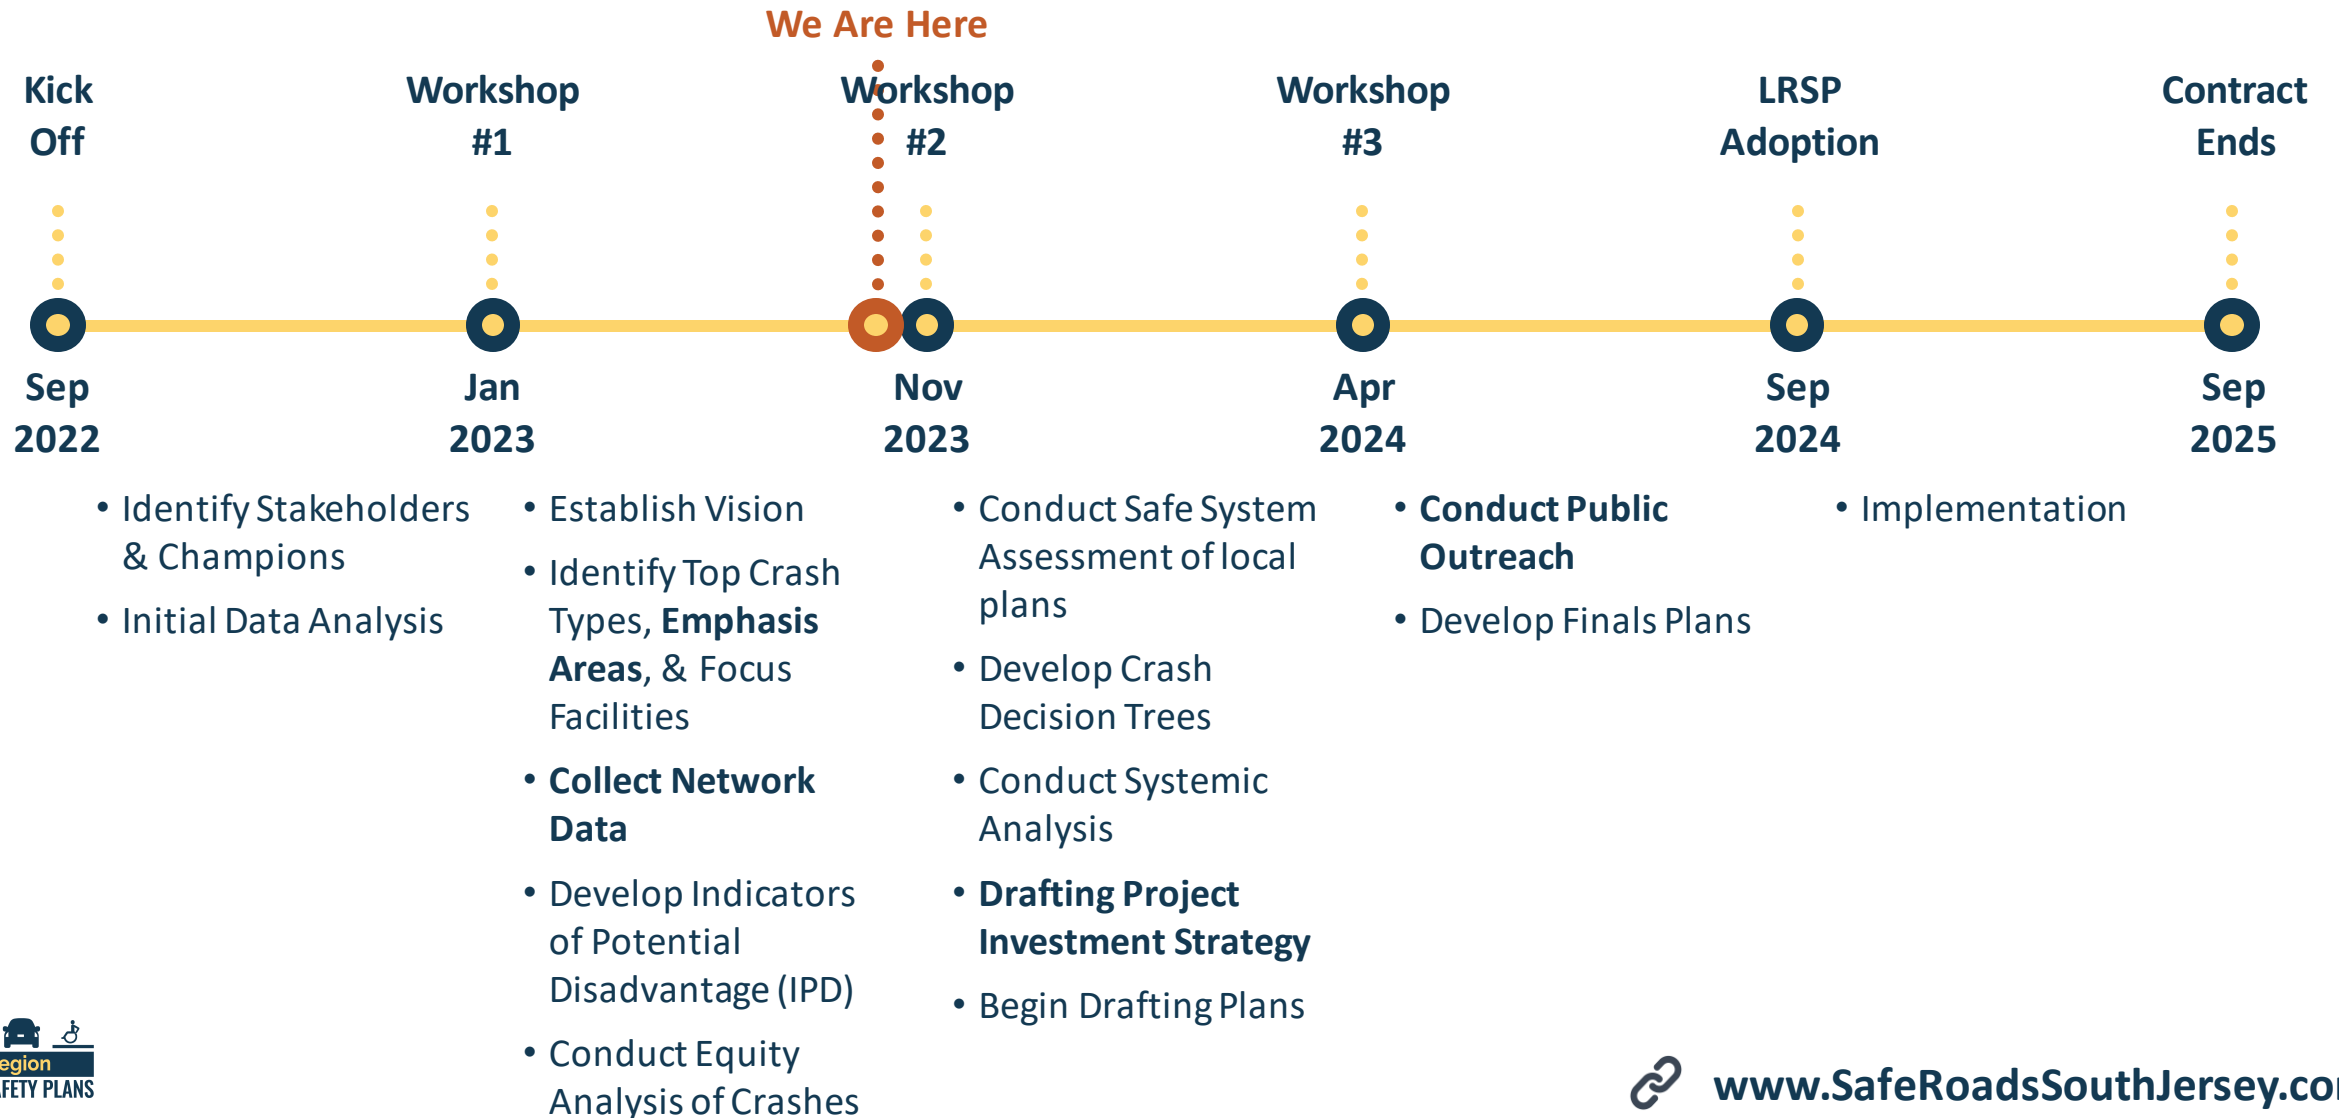 We Are Here
Kick
Off
Workshop
#1
Workshop
#2
Workshop
#3
LRSP
Adoption
Contract
Ends
Sep
2022
Jan
2023
Nov
2023
Apr
2024
Sep
2024
Sep
2025
• Identify Stakeholders
& Champions
• Initial Data Analysis
• Establish Vision
• Identify Top Crash
Types, Emphasis
Areas, & Focus
Facilities
• Collect Network
Data
• Develop Indicators
of Potential
Disadvantage (IPD)
• Conduct Equity
Analysis of Crashes
• Conduct Safe System
Assessment of local
plans
• Develop Crash
Decision Trees
• Conduct Systemic
Analysis
• Drafting Project
Investment Strategy
• Begin Drafting Plans
• Conduct Public
Outreach
• Develop Finals Plans
• Implementation
egion
AFETY PLANS
www.SafeRoadsSouthJersey.co